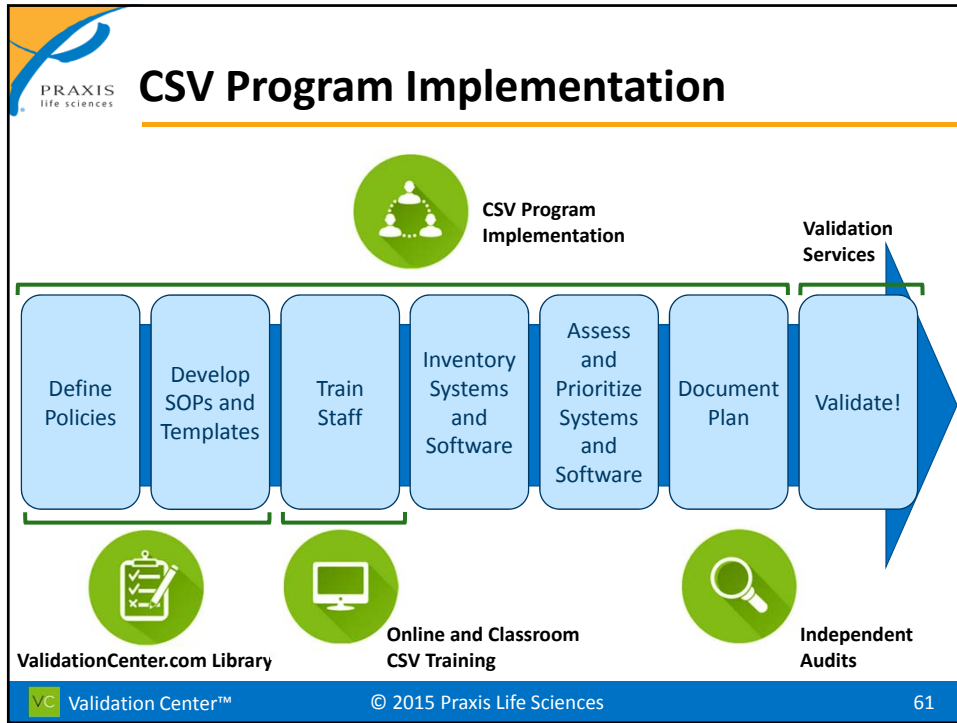 PRAXIS
life sciences
CSV Program Implementation
CSV Program
Implementation
Validation
Services
Define
Policies
Develop
SOPs and
Templates
Train
Staff
Inventory
Systems
and
Software
Assess
and
Prioritize
Systems
and
Software
Document
Plan
Validate!
ValidationCenter.com Library
Online and Classroom
CSV Training
Independent
Audits
VC Validation Center™ © 2015 Praxis Life Sciences 61